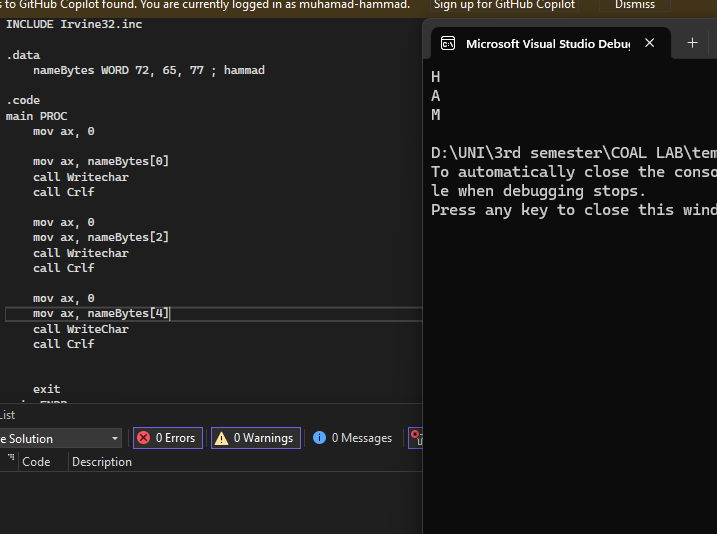 s to GitHub Copilot found. You are currently logged in as muhamad-hammad.
Sign up for GitHub Copilot
Dismiss
INCLUDE Irvine32.inc
.data
nameBytes WORD 72, 65, 77 ; hammad
.code
main PROC
mov ax, 0
mov ax, nameBytes[0]
call Writechar
call Crlf
mov ax, 0
mov ax, nameBytes[2]
call Writechar
call Crlf
mov ax, 0
mov ax, nameBytes[4]
call WriteChar
call Crlf
exit
List
e Solution
0 Errors
0 Warnings
0 Messages
Code
Description
Microsoft Visual Studio Debug
H
A
M
D:\UNI\3rd semester\COAL LAB\tem
To automatically close the conso
le when debugging stops.
Press any key to close this wind